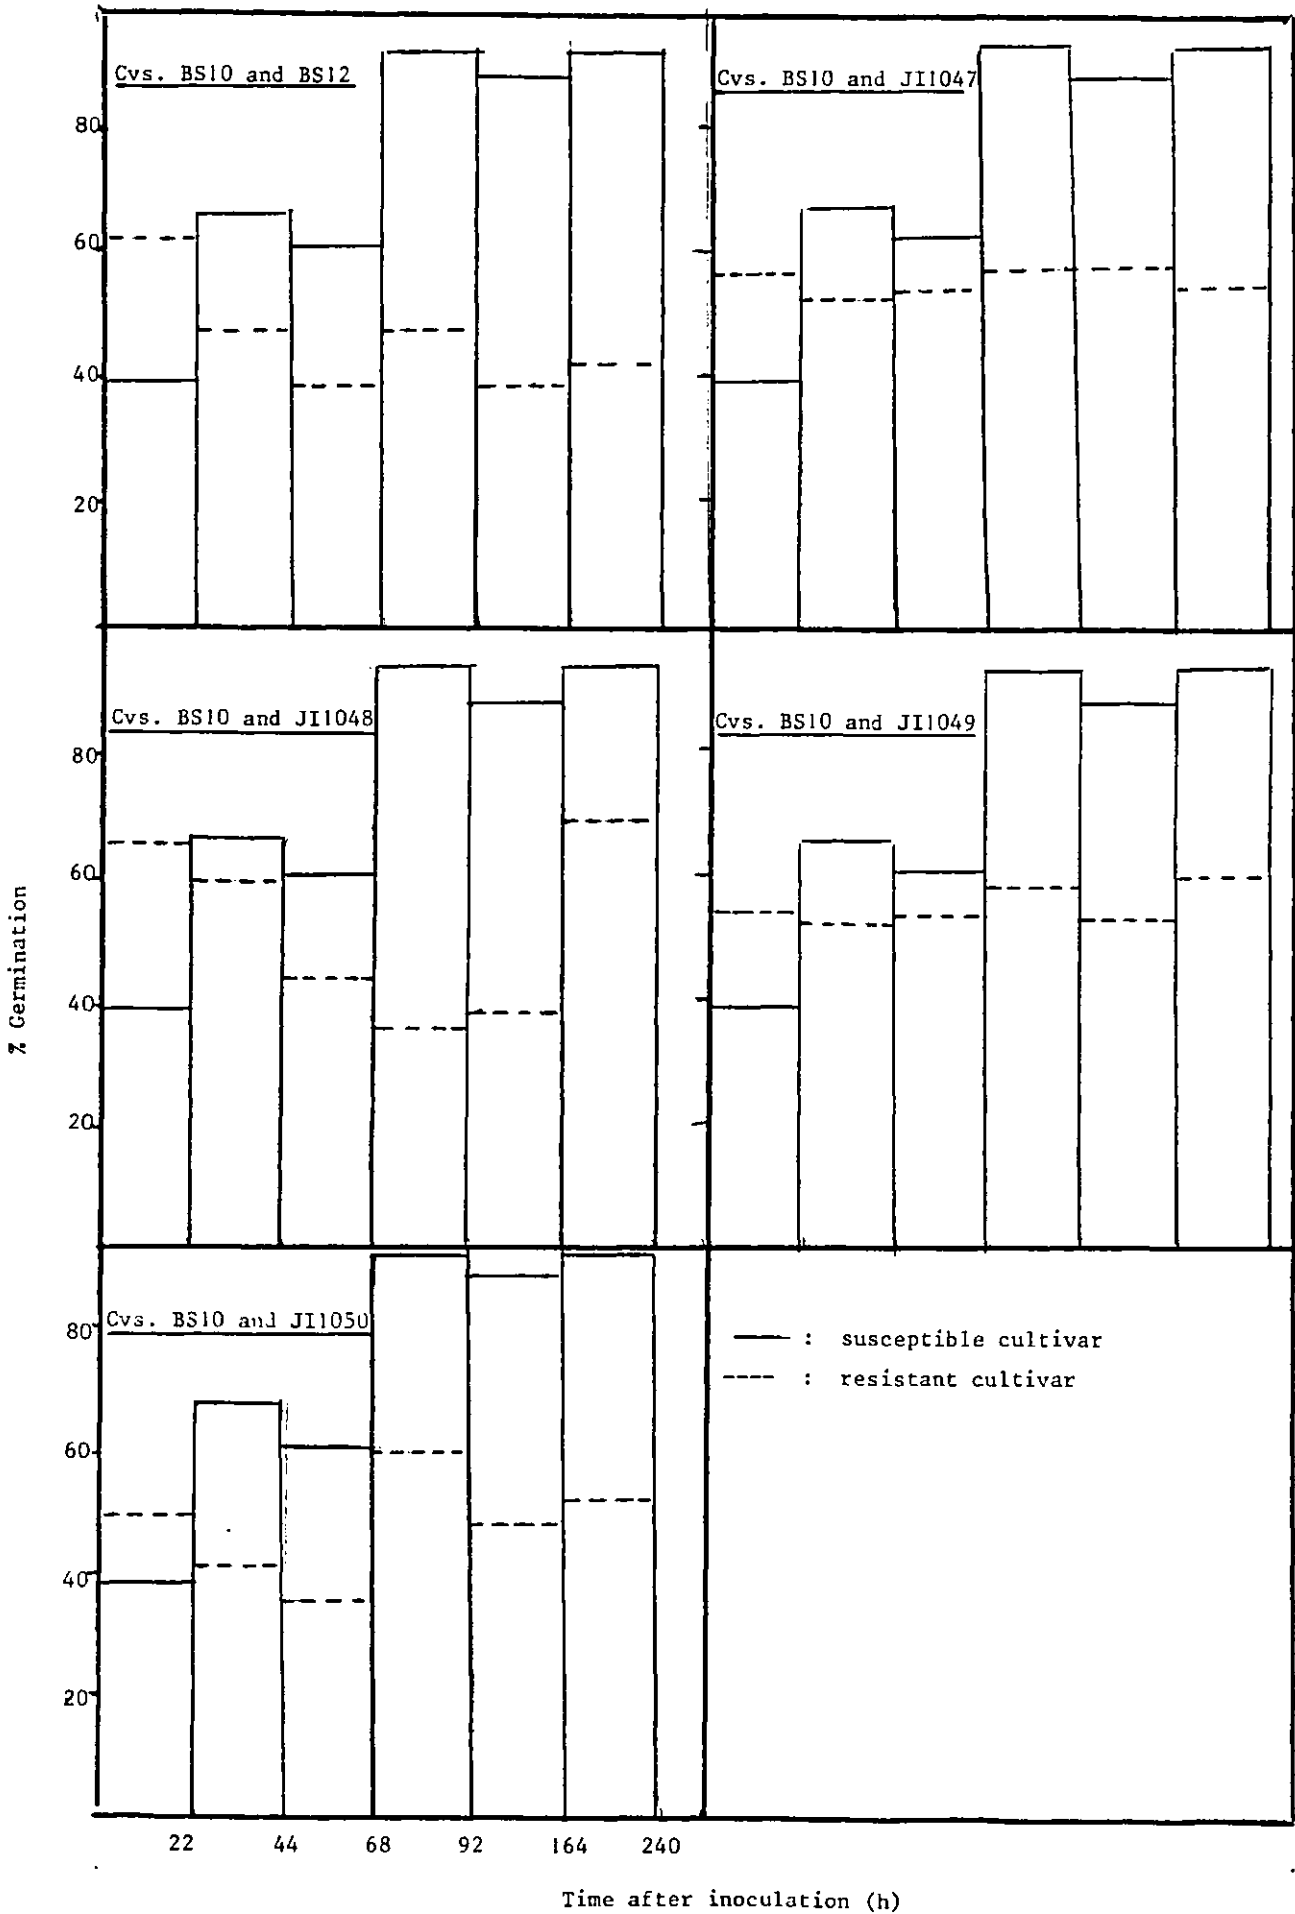 Cvs. BS10 and BS12
Cvs. BS10 and JI1047
80
60
40
20
Cvs. BS10 and JI1048
Cvs. BS10 and JI1049
80
60
40
20
% Germination
Cvs. BS10 and JI1050
80
60
40
20
: susceptible cultivar
: resistant cultivar
22 44 68 92 164 240
Time after inoculation (h)